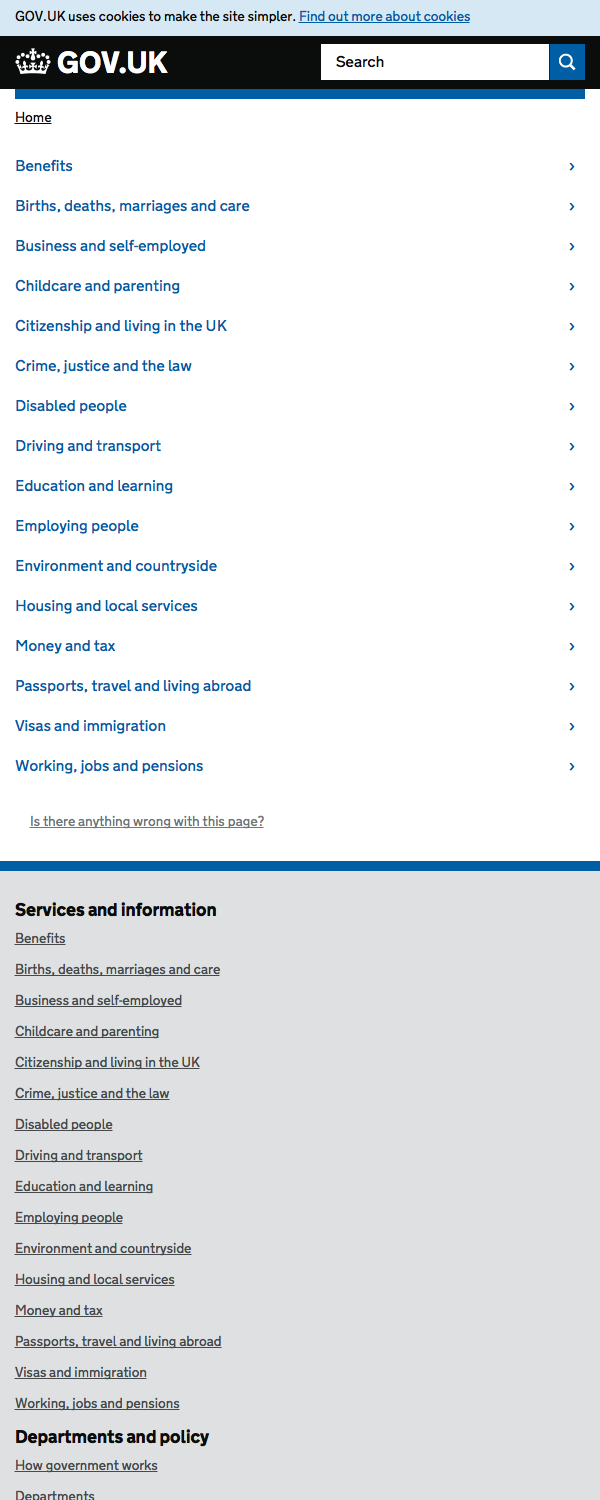 GOV.UK uses cookies to make the site simpler. Find out more about cookies
GOV.UK
Search
Home
Benefits
Births, deaths, marriages and care
Business and self-employed
Childcare and parenting
Citizenship and living in the UK
Crime, justice and the law
Disabled people
Driving and transport
Education and learning
Employing people
Environment and countryside
Housing and local services
Money and tax
Passports, travel and living abroad
Visas and immigration
Working, jobs and pensions
Is there anything wrong with this page?
Services and information
Benefits
Births, deaths, marriages and care
Business and self-employed
Childcare and parenting
Citizenship and living in the UK
Crime, justice and the law
Disabled people
Driving and transport
Education and learning
Employing people
Environment and countryside
Housing and local services
Money and tax
Passports, travel and living abroad
Visas and immigration
Working, jobs and pensions
Departments and policy
How government works
Departments